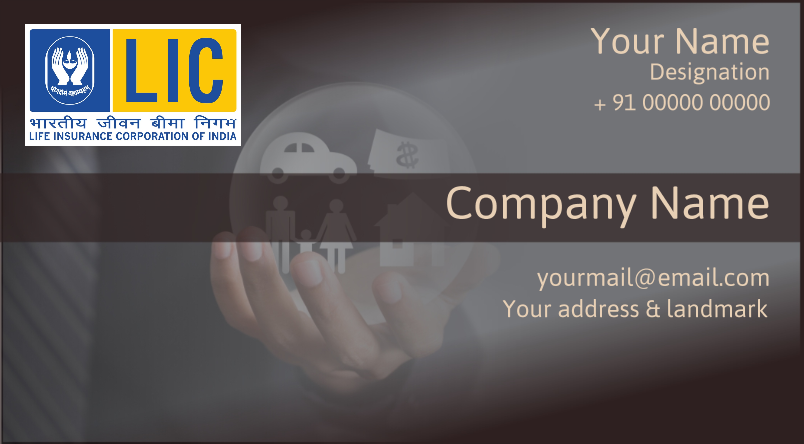 LIC
भारतीय जीवन बीमा निगम
LIFE INSURANCE CORPORATION OF INDIA
Your Name
Designation
+ 91 00000 00000
Company Name
yourmail@email.com
Your address & landmark